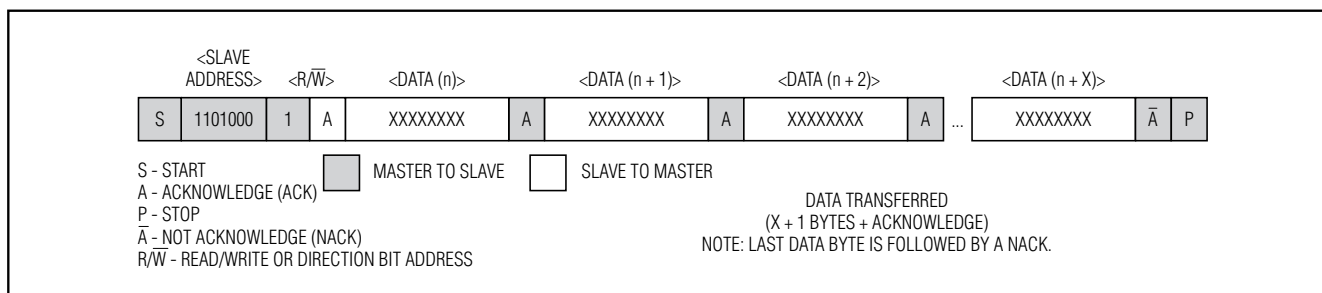 <SLAVE
ADDRESS> <R/W̅> <DATA (n)> <DATA (n + 1)> <DATA (n + 2)> <DATA (n + X)>
S 1101000 1 A XXXXXXXX A XXXXXXXX A XXXXXXXX A ... XXXXXXXX A̅ P
S - START MASTER TO SLAVE SLAVE TO MASTER
A - ACKNOWLEDGE (ACK)
P - STOP
A̅ - NOT ACKNOWLEDGE (NACK)
R/W̅ - READ/WRITE OR DIRECTION BIT ADDRESS
DATA TRANSFERRED
(X + 1 BYTES + ACKNOWLEDGE)
NOTE: LAST DATA BYTE IS FOLLOWED BY A NACK.